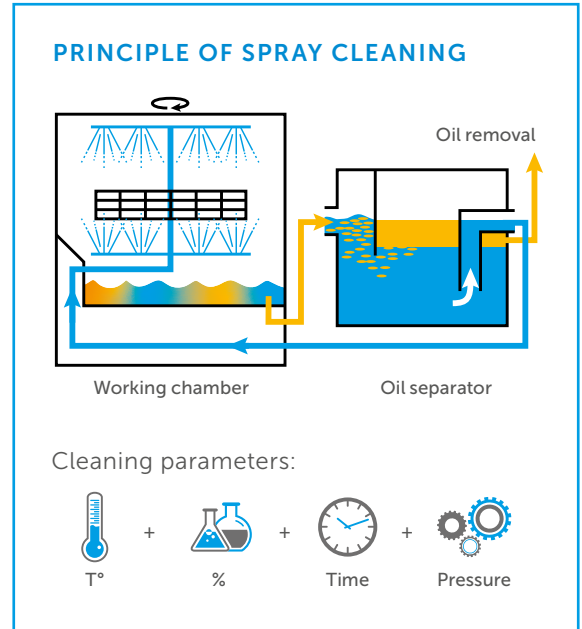 PRINCIPLE OF SPRAY CLEANING
Oil removal
Working chamber
Oil separator
Cleaning parameters:
+ + +
T° % Time Pressure